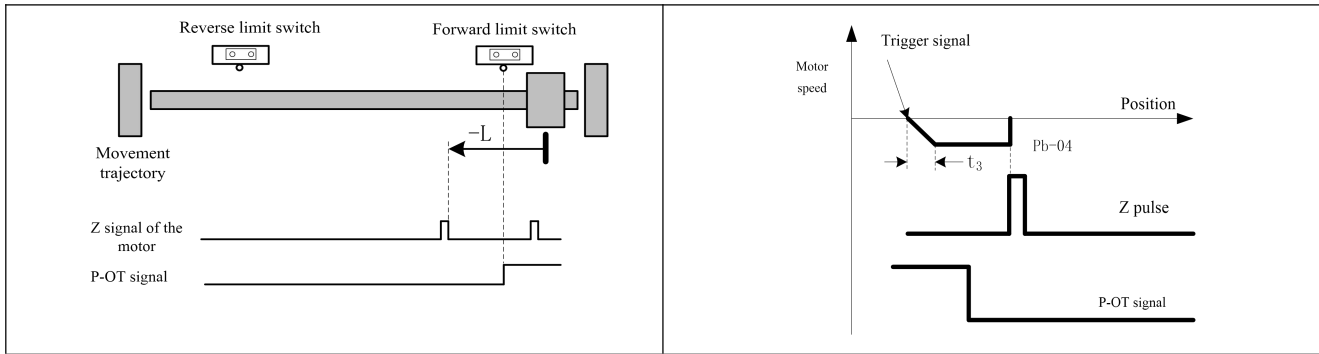 Reverse limit switch
Forward limit switch
−L
Movement
trajectory
Z signal of the
motor
P-OT signal
Trigger signal
Motor
speed
Position
Pb-04
t3
Z pulse
P-OT signal